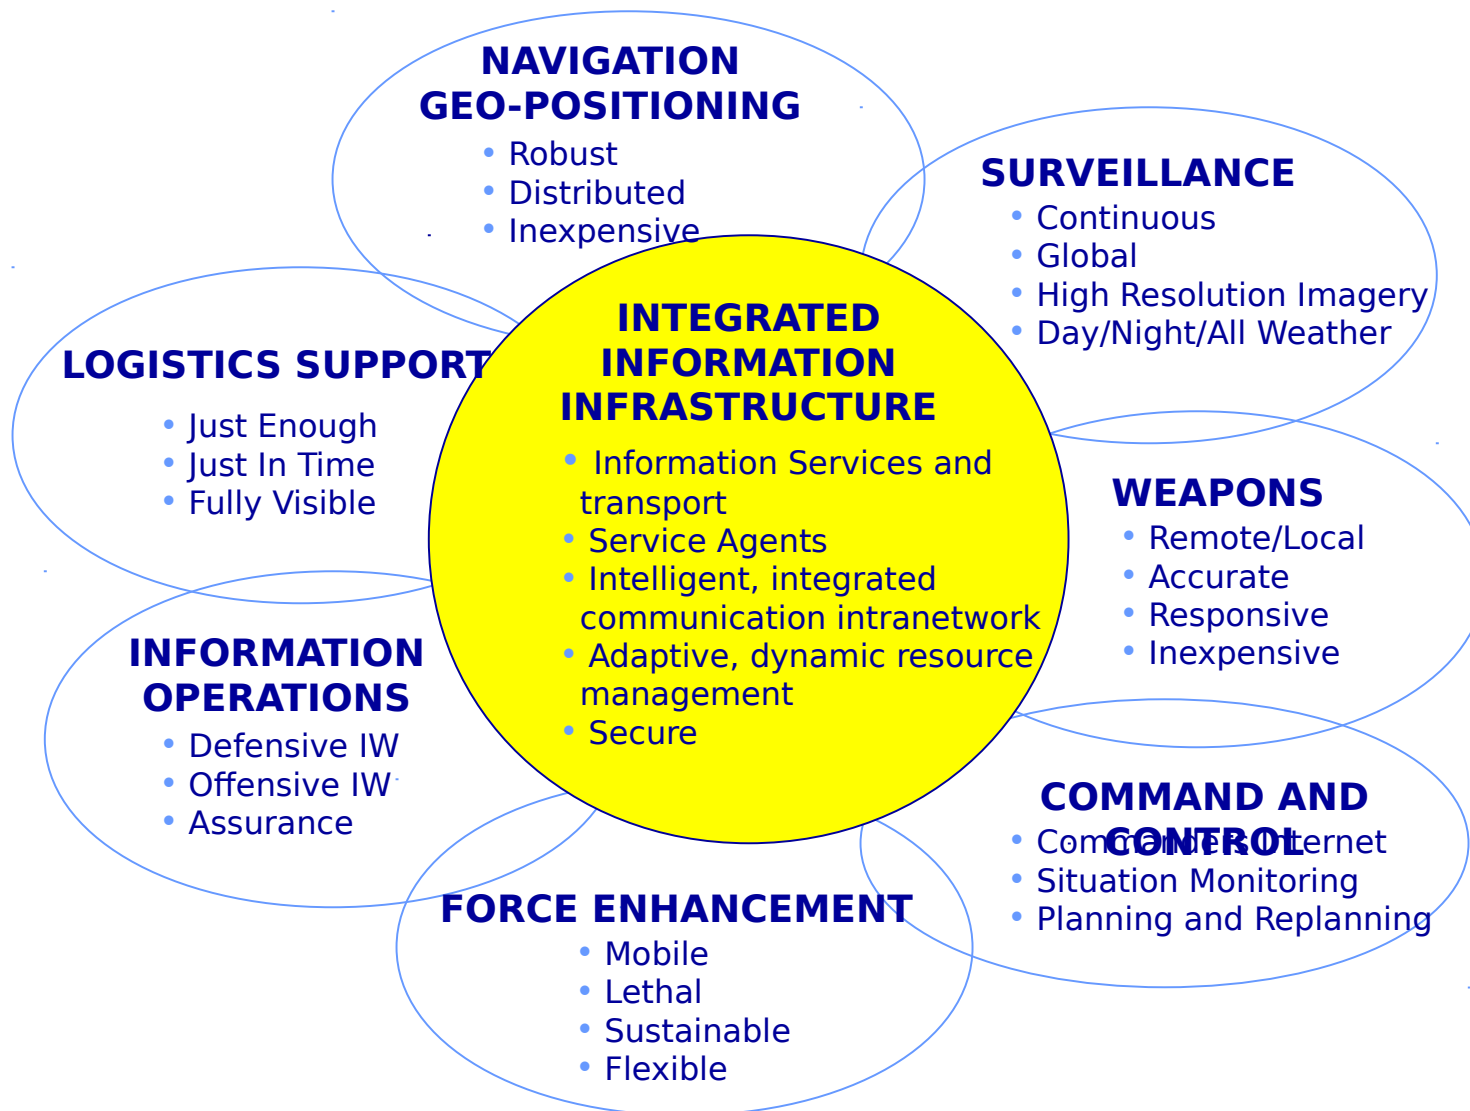 NAVIGATION
GEO-POSITIONING
• Robust
• Distributed
• Inexpensive
SURVEILLANCE
• Continuous
• Global
• High Resolution Imagery
• Day/Night/All Weather
LOGISTICS SUPPORT
• Just Enough
• Just In Time
• Fully Visible
INTEGRATED
INFORMATION
INFRASTRUCTURE
• Information Services and
transport
• Service Agents
• Intelligent, integrated
communication intranetwork
• Adaptive, dynamic resource
management
• Secure
WEAPONS
• Remote/Local
• Accurate
• Responsive
• Inexpensive
INFORMATION
OPERATIONS
• Defensive IW
• Offensive IW
• Assurance
COMMAND AND
CONTROL
• Commanders Internet
• Situation Monitoring
• Planning and Replanning
FORCE ENHANCEMENT
• Mobile
• Lethal
• Sustainable
• Flexible